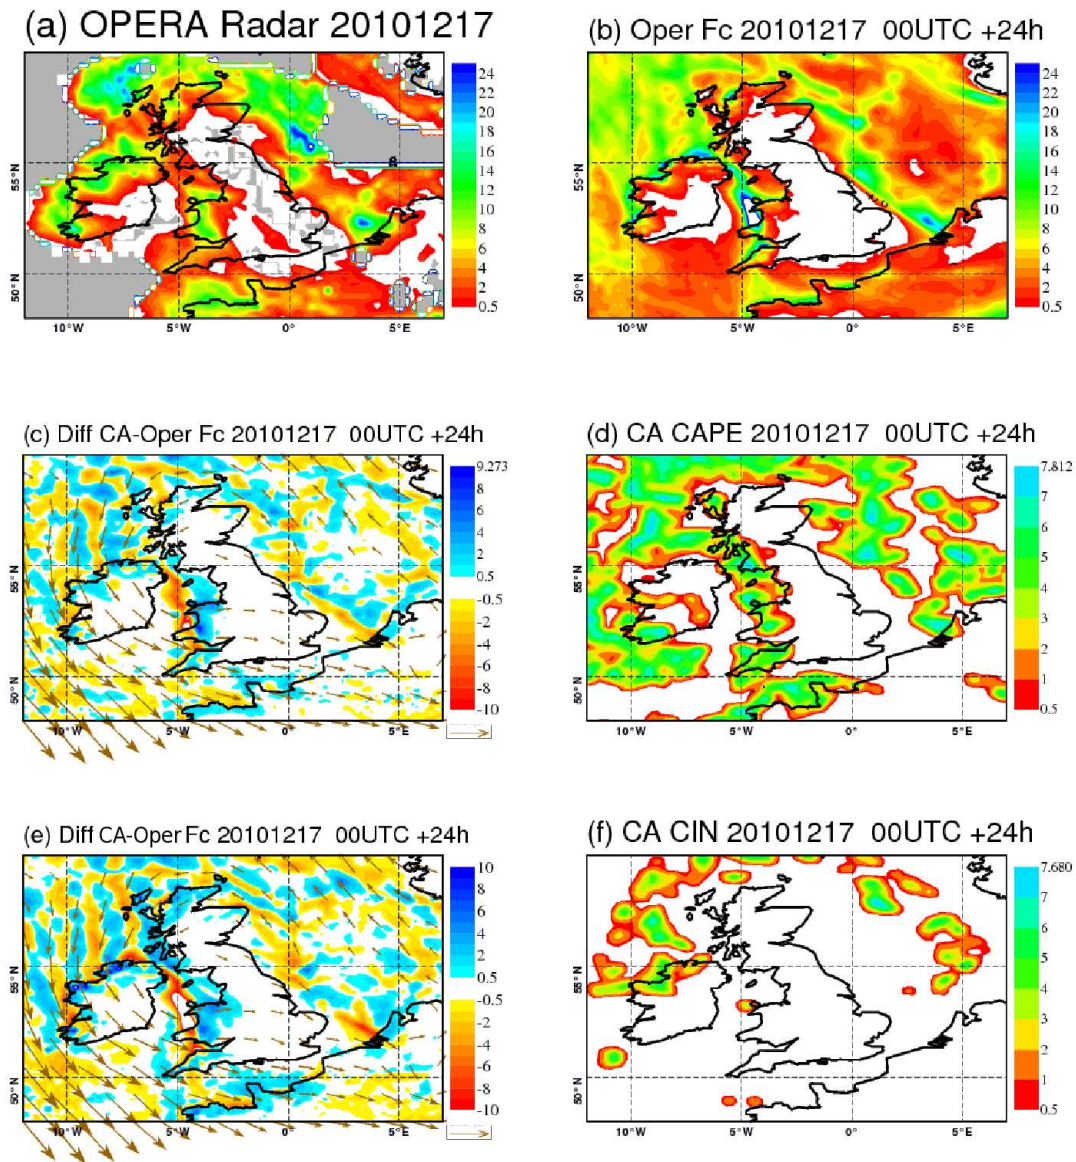 (a) OPERA Radar 20101217
24
22
20
18
16
14
12
10
8
6
4
2
0.5
55°N
50°N
10°W
5°W
0°
5°E
(b) Oper Fc 20101217 00UTC +24h
24
22
20
18
16
14
12
10
8
6
4
2
0.5
55°N
50°N
10°W
5°W
0°
5°E
(c) Diff CA-Oper Fc 20101217 00UTC +24h
9.273
8
6
4
2
0.5
-0.5
-2
-4
-6
-8
-10
55°N
50°N
10°W
5°W
0°
5°E
(d) CA CAPE 20101217 00UTC +24h
7.812
7
6
5
4
3
2
1
0.5
55°N
50°N
10°W
5°W
0°
5°E
(e) Diff CA-Oper Fc 20101217 00UTC +24h
10
8
6
4
2
0.5
-0.5
-2
-4
-6
-8
-10
55°N
50°N
10°W
5°W
0°
5°E
(f) CA CIN 20101217 00UTC +24h
7.680
7
6
5
4
3
2
1
0.5
55°N
50°N
10°W
5°W
0°
5°E